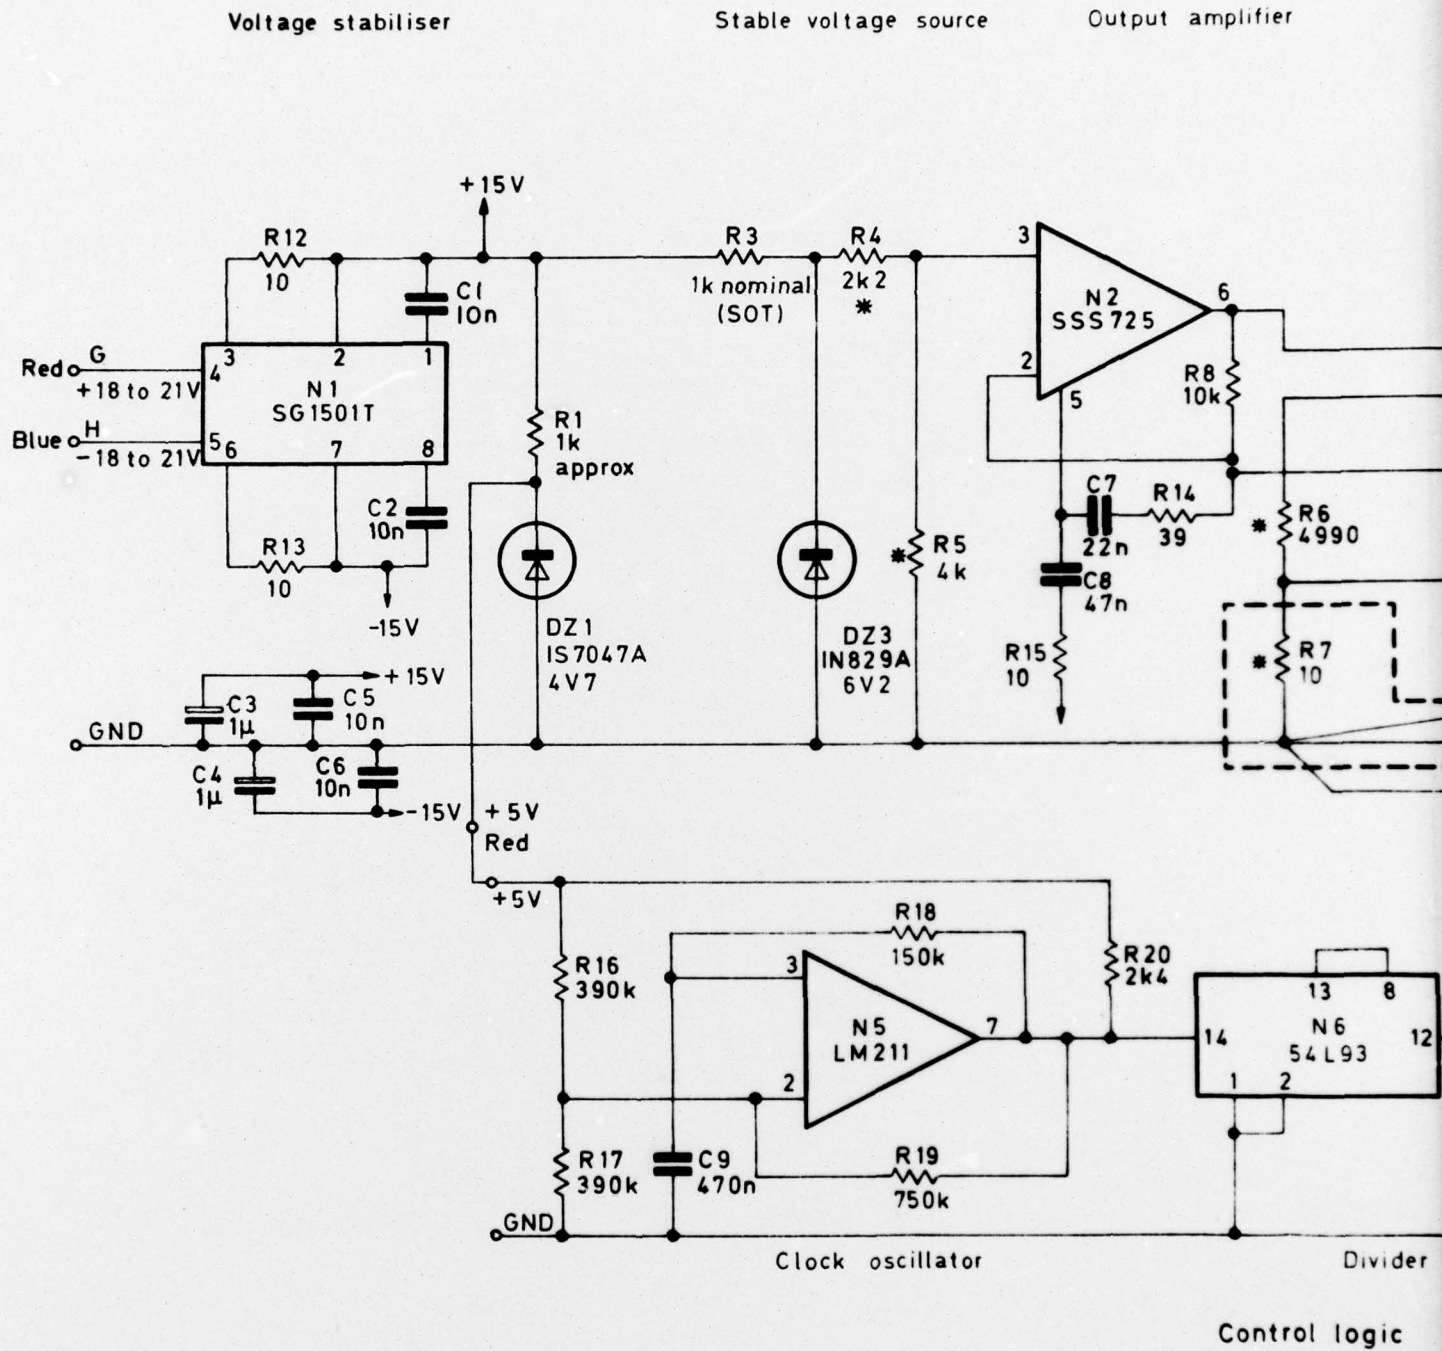 Voltage stabiliser
Stable voltage source
Output amplifier
+15V
R12
10
C1
10n
3
2
1
Red
G
+18 to 21V
4
N1
SG1501T
Blue
H
-18 to 21V
5
6
7
8
R13
10
C2
10n
-15V
R1
1k
approx
DZ1
IS7047A
4V7
R3
1k nominal
(SOT)
R4
2k2
*
*
R5
4k
DZ3
IN829A
6V2
3
N2
SSS725
6
2
5
R8
10k
C7
22n
R14
39
C8
47n
R15
10
*
R6
4990
*
R7
10
+15V
C3
1µ
C5
10n
GND
C4
1µ
C6
10n
-15V
+5V
Red
+5V
R16
390k
R17
390k
R18
150k
3
N5
LM211
7
2
R20
2k4
C9
470n
R19
750k
13
8
14
N6
54L93
12
1
2
GND
Clock oscillator
Divider
Control logic